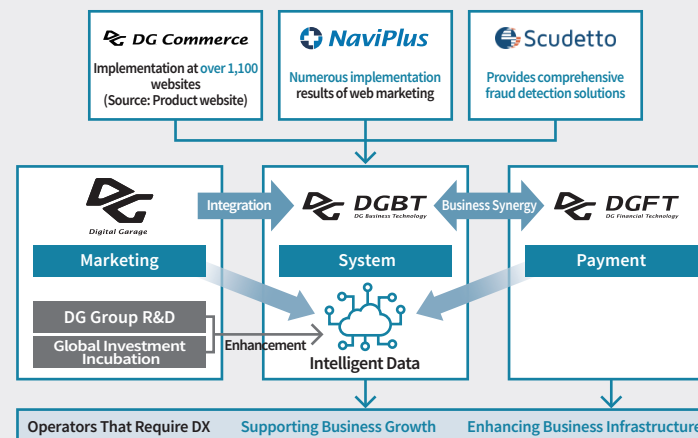 DG Commerce
Implementation at over 1,100
websites
(Source: Product website)
NaviPlus
Numerous implementation
results of web marketing
Scudetto
Provides comprehensive
fraud detection solutions
DG
Digital Garage
Integration
DG DGBT
DG Business Technology
Business Synergy
DG DGFT
DG Financial Technology
Marketing
System
Payment
DG Group R&D
Global Investment
Incubation
Enhancement
Intelligent Data
Operators That Require DX
Supporting Business Growth
Enhancing Business Infrastructure